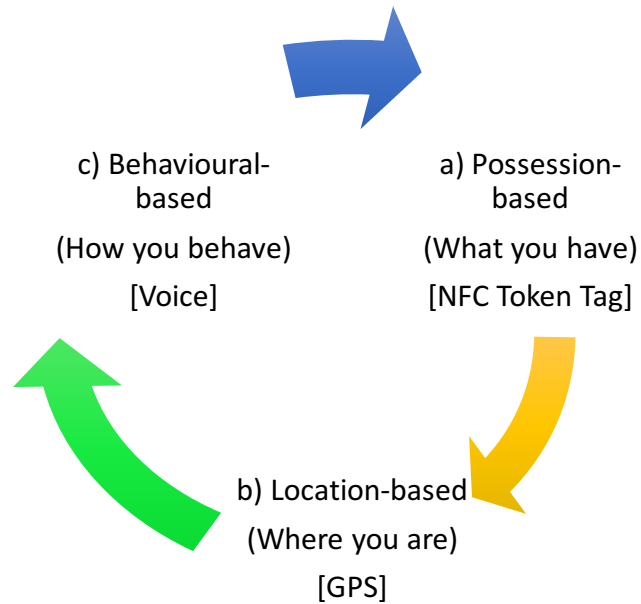 c) Behavioural-
based
(How you behave)
[Voice]
a) Possession-
based
(What you have)
[NFC Token Tag]
b) Location-based
(Where you are)
[GPS]